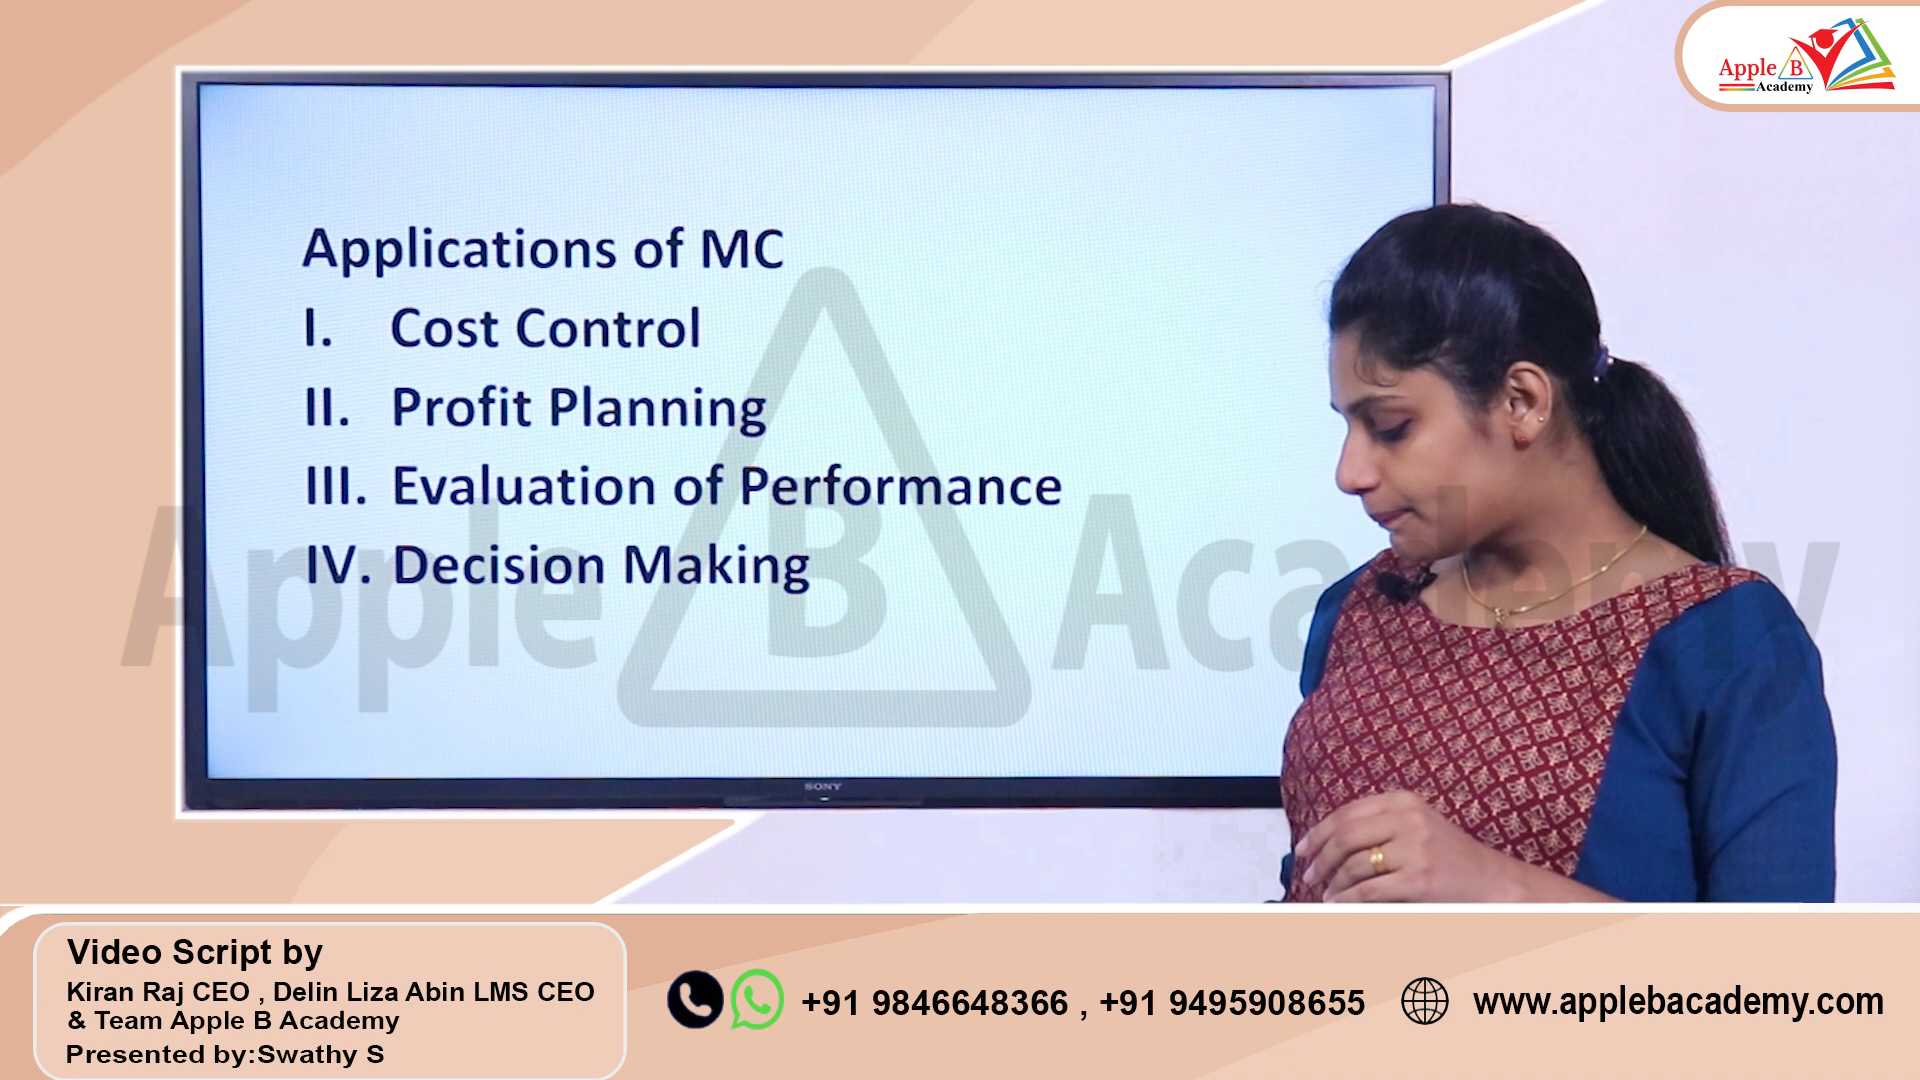 Apple B
Academy
Applications of MC
I. Cost Control
II. Profit Planning
III. Evaluation of Performance
IV. Decision Making
Apple B Academy
SONY
Video Script by
Kiran Raj CEO , Delin Liza Abin LMS CEO
& Team Apple B Academy
Presented by:Swathy S
+91 9846648366 , +91 9495908655
www.applebacademy.com